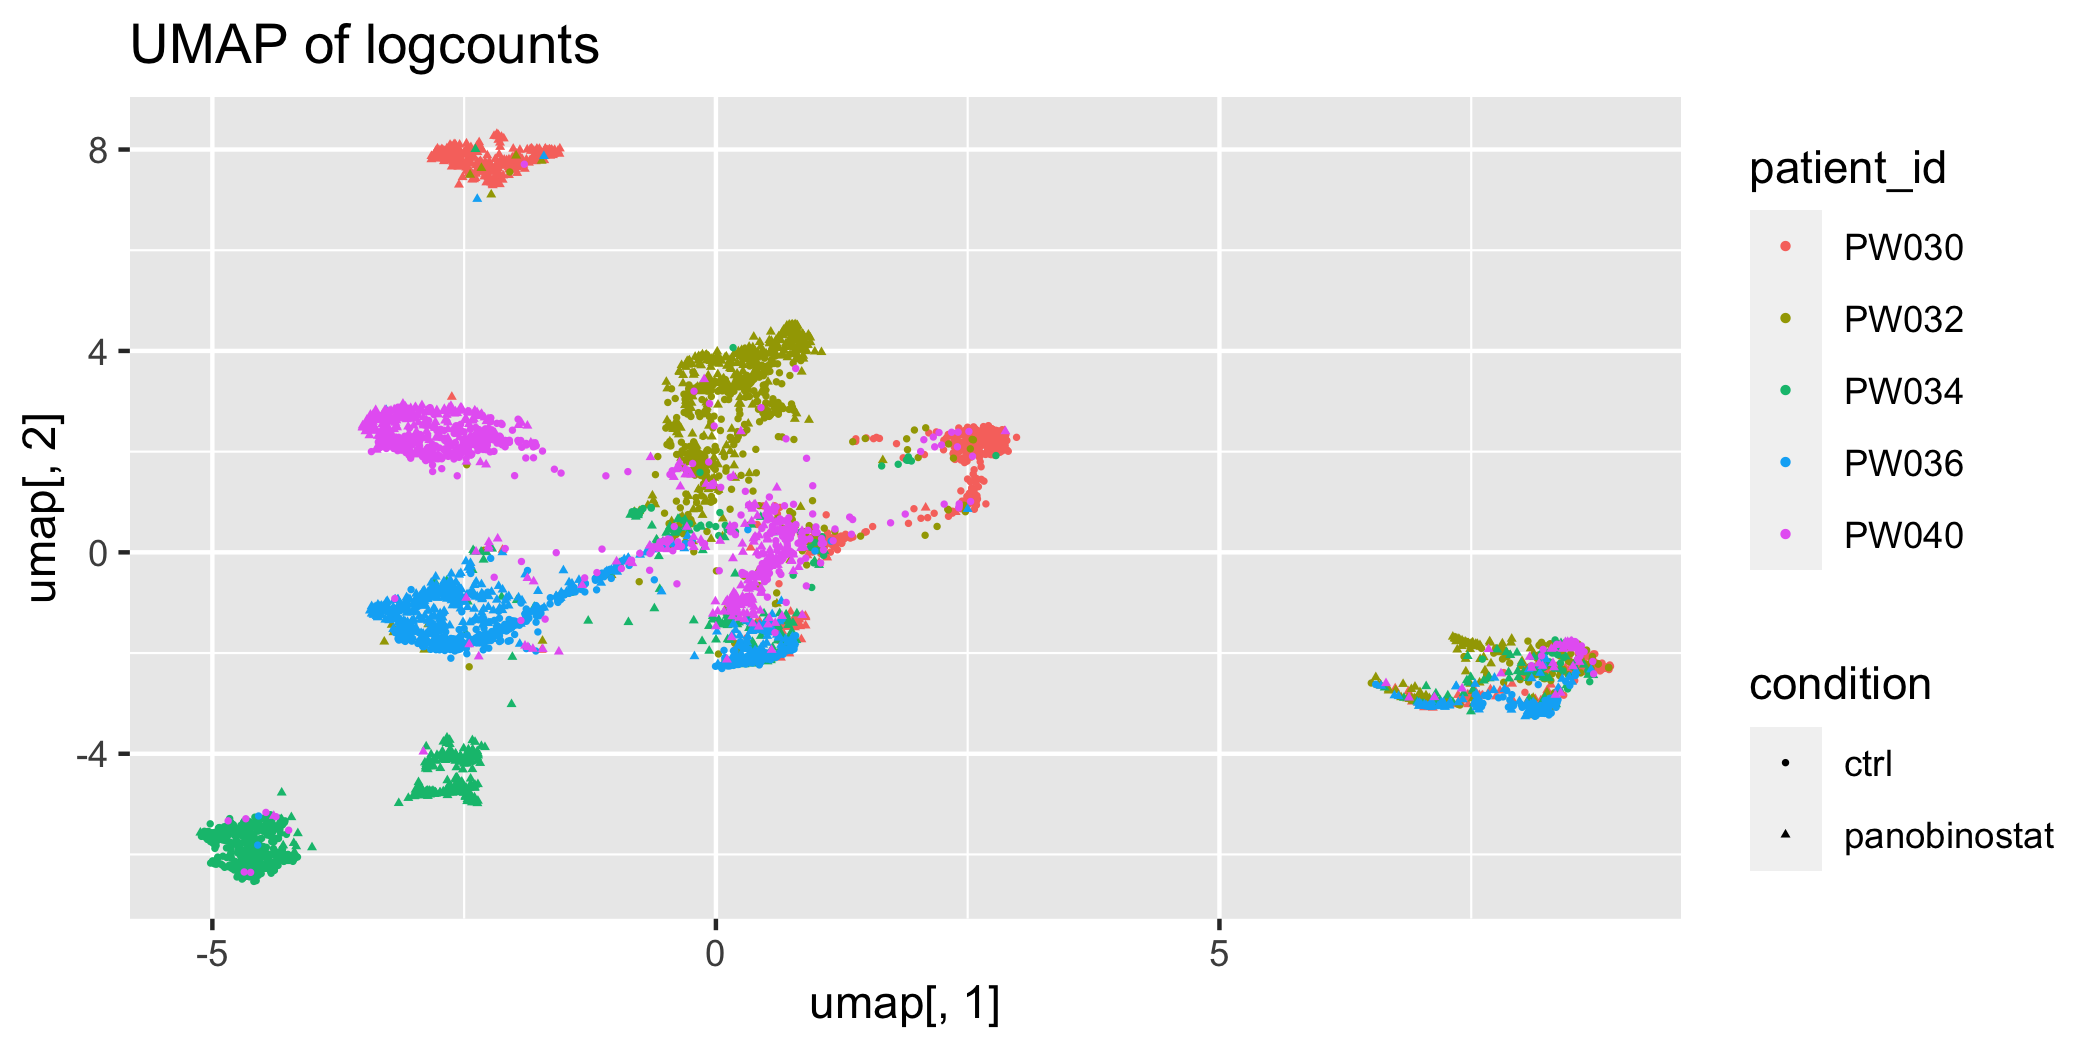 UMAP of logcounts
umap[, 2]
8
4
0
-4
-5
0
5
umap[, 1]
patient_id
PW030
PW032
PW034
PW036
PW040
condition
ctrl
panobinostat